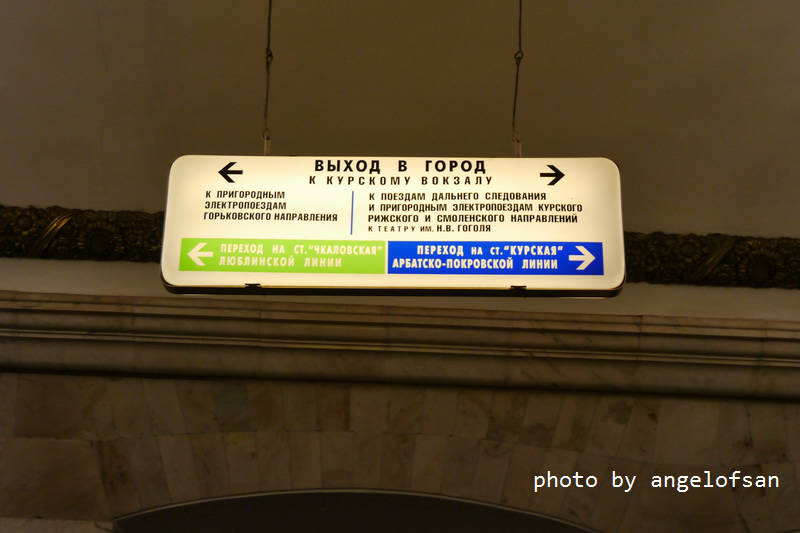 ВЫХОД В ГОРОД
К КУРСКОМУ ВОКЗАЛУ
К ПРИГОРОДНЫМ
ЭЛЕКТРОПОЕЗДАМ
ГОРЬКОВСКОГО НАПРАВЛЕНИЯ
К ПОЕЗДАМ ДАЛЬНЕГО СЛЕДОВАНИЯ
И ПРИГОРОДНЫМ ЭЛЕКТРОПОЕЗДАМ КУРСКОГО
РИЖСКОГО И СМОЛЕНСКОГО НАПРАВЛЕНИЙ
К ТЕАТРУ ИМ. Н.В. ГОГОЛЯ
ПЕРЕХОД НА СТ. "ЧКАЛОВСКАЯ"
ЛЮБЛИНСКОЙ ЛИНИИ
ПЕРЕХОД НА СТ. "КУРСКАЯ"
АРБАТСКО-ПОКРОВСКОЙ ЛИНИИ
photo by angelofsan